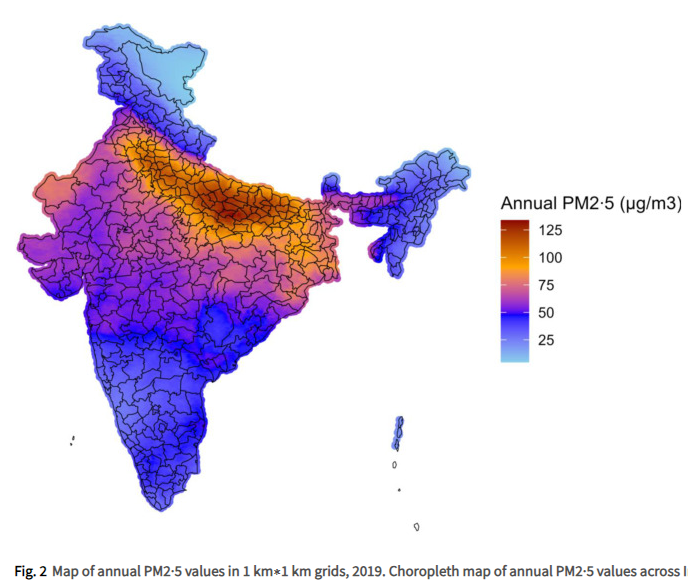 Annual PM2·5 (µg/m3)
125
100
75
50
25
Fig. 2 Map of annual PM2·5 values in 1 km*1 km grids, 2019. Choropleth map of annual PM2·5 values across I